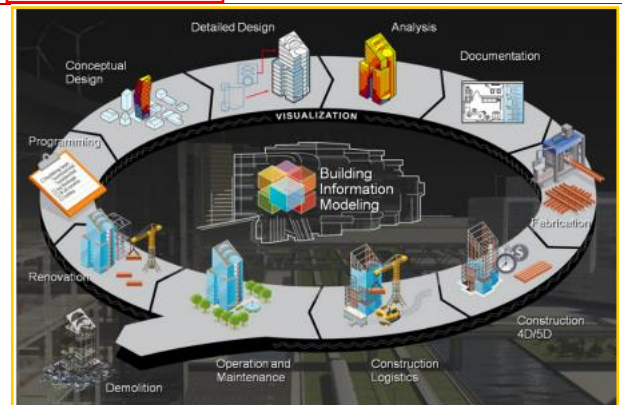 Detailed Design
Analysis
Conceptual
Design
Documentation
VISUALIZATION
Programming
Building
Information
Modeling
Fabrication
Renovation
Construction
4D/5D
Operation and
Maintenance
Construction
Logistics
Demolition